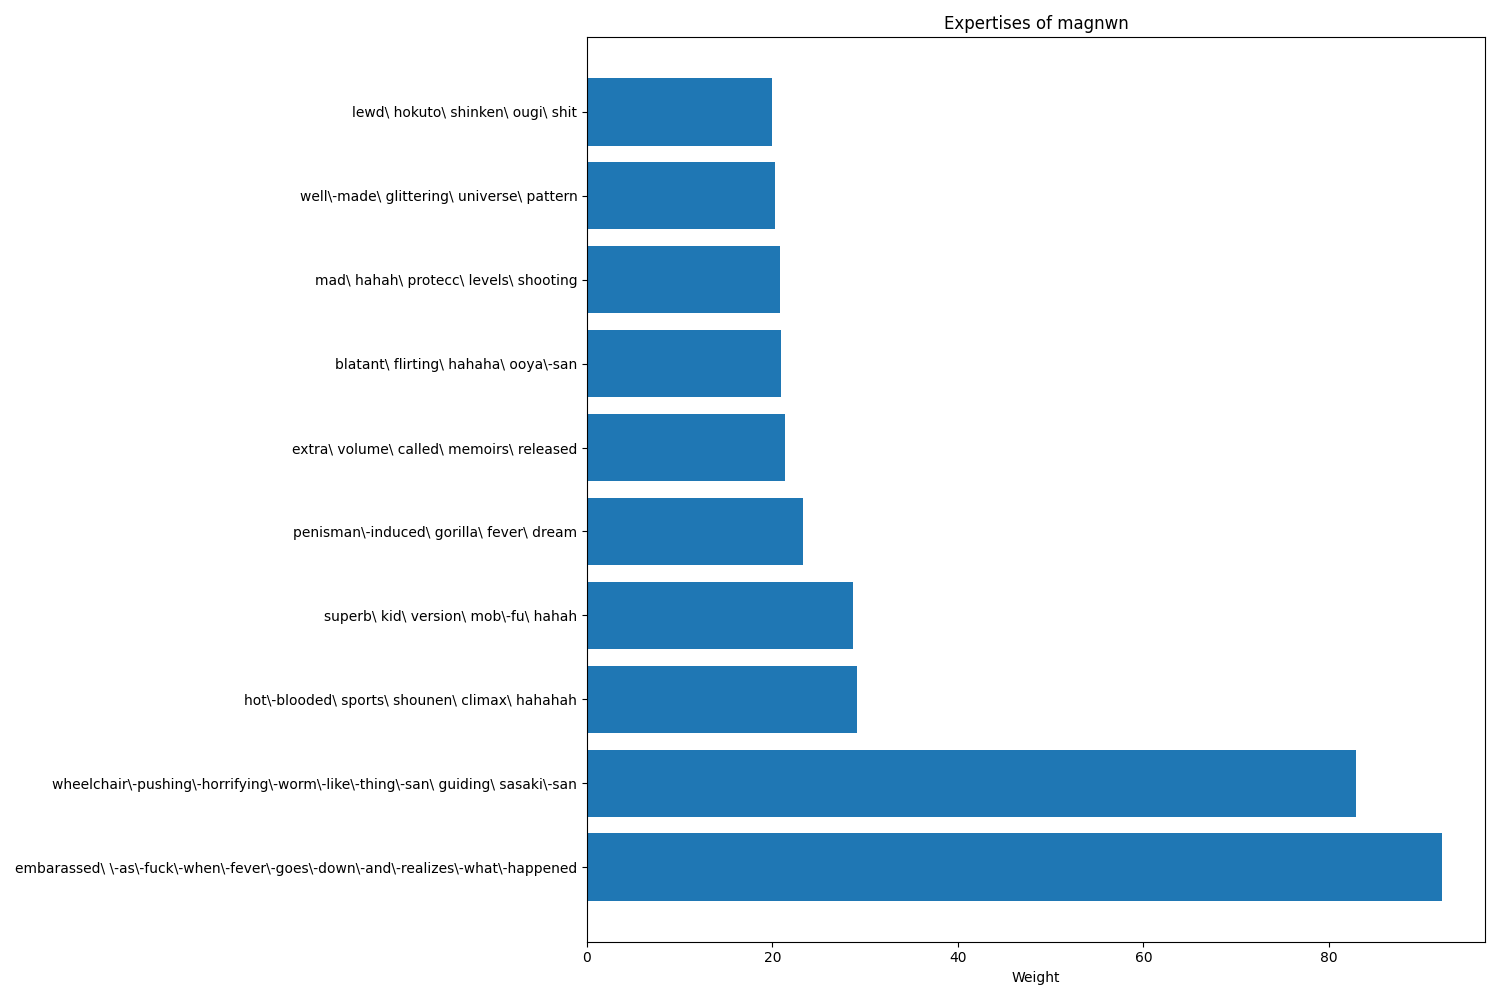 Expertises of magnwn
lewd\ hokuto\ shinken\ ougi\ shit
well\-made\ glittering\ universe\ pattern
mad\ hahah\ protecc\ levels\ shooting
blatant\ flirting\ hahaha\ ooya\-san
extra\ volume\ called\ memoirs\ released
penisman\-induced\ gorilla\ fever\ dream
superb\ kid\ version\ mob\-fu\ hahah
hot\-blooded\ sports\ shounen\ climax\ hahahah
wheelchair\-pushing\-horrifying\-worm\-like\-thing\-san\ guiding\ sasaki\-san
embarassed\ \-as\-fuck\-when\-fever\-goes\-down\-and\-realizes\-what\-happened
0 20 40 60 80
Weight